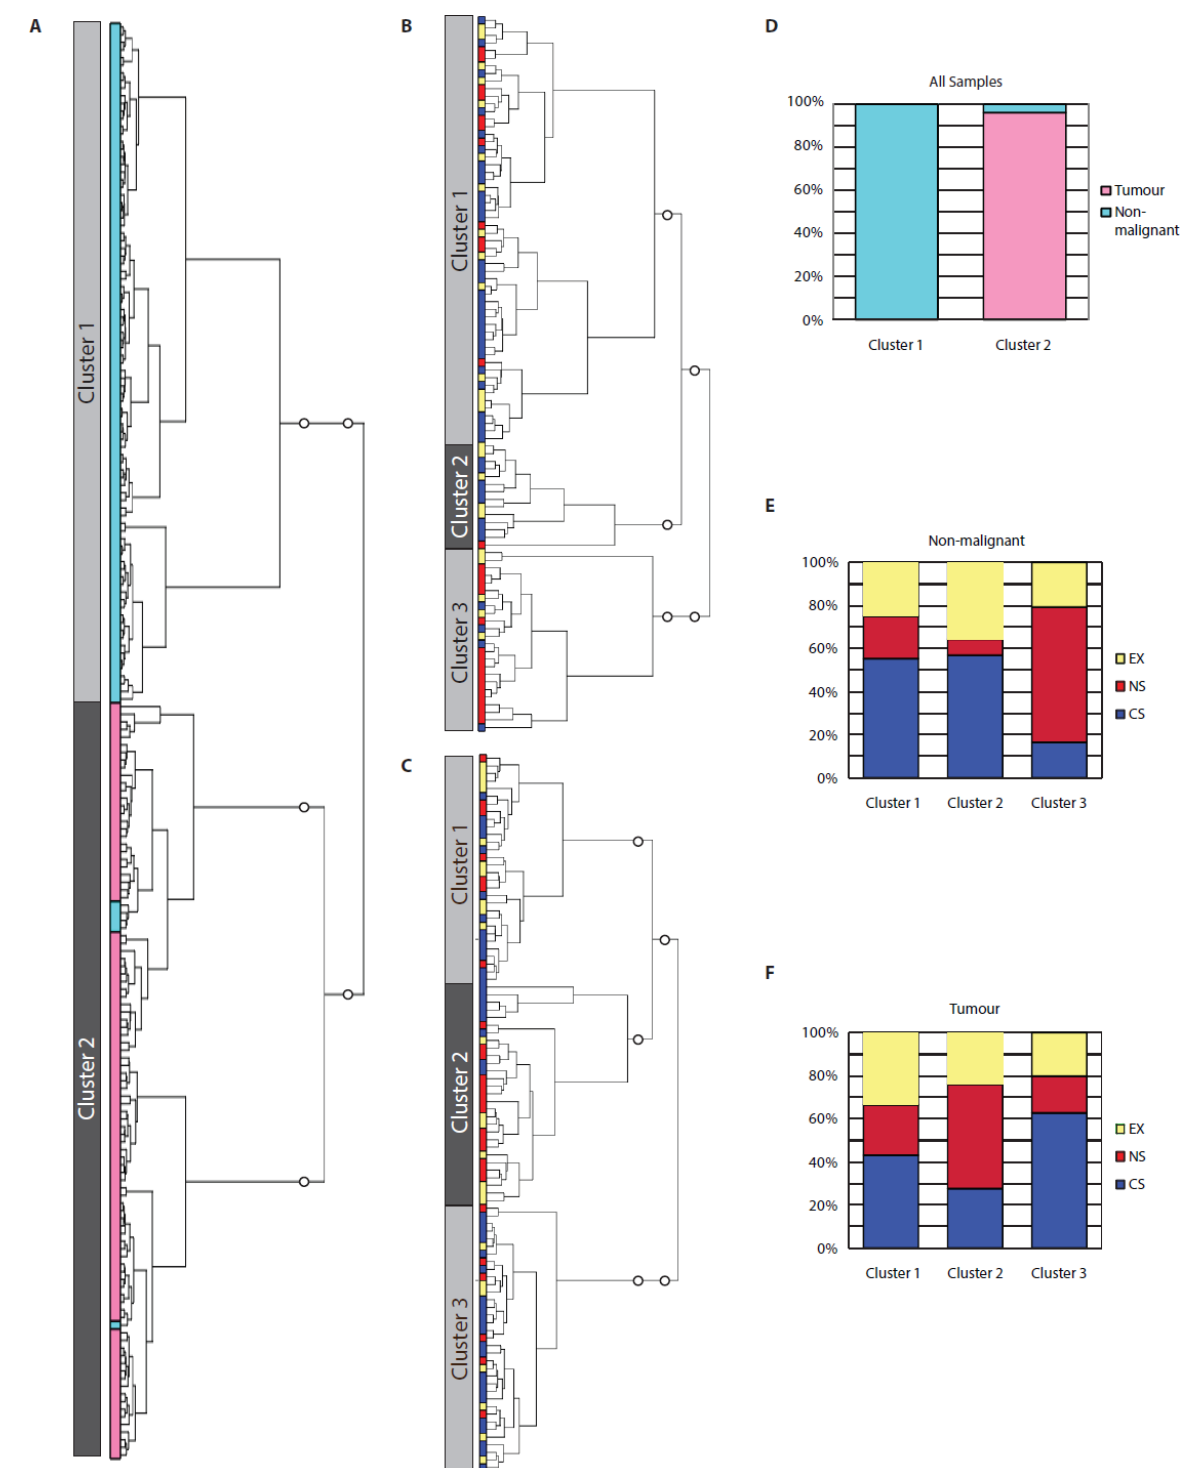 A
Cluster 1
Cluster 2
B
Cluster 1
Cluster 2
Cluster 3
C
Cluster 1
Cluster 2
Cluster 3
D
All Samples
100%
80%
60%
40%
20%
0%
Cluster 1
Cluster 2
Tumour
Non-
malignant
E
Non-malignant
100%
80%
60%
40%
20%
0%
Cluster 1
Cluster 2
Cluster 3
EX
NS
CS
F
Tumour
100%
80%
60%
40%
20%
0%
Cluster 1
Cluster 2
Cluster 3
EX
NS
CS